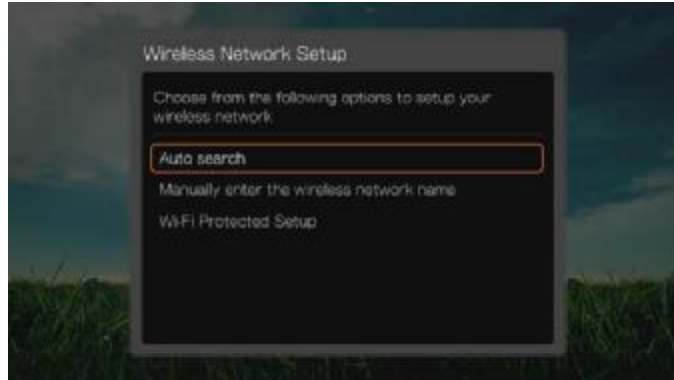 Wireless Network Setup
Choose from the following options to setup your
wireless network
Auto search
Manually enter the wireless network name
Wi-Fi Protected Setup